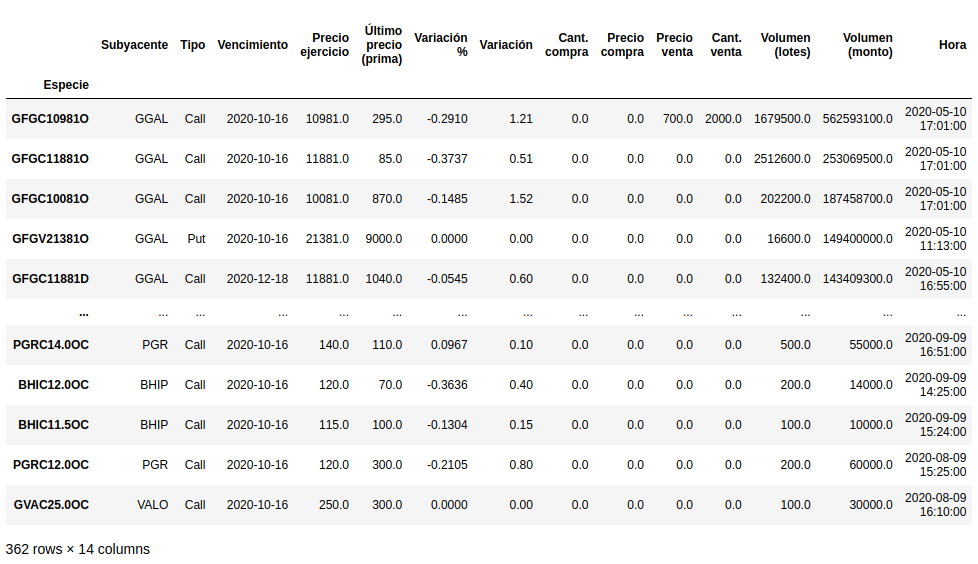 Subyacente Tipo Vencimiento Precio ejercicio Último precio (prima) Variación % Variación Cant. compra Precio compra Precio venta Cant. venta Volumen (lotes) Volumen (monto) Hora
Especie
GFGC10981O GGAL Call 2020-10-16 10981.0 295.0 -0.2910 1.21 0.0 0.0 700.0 2000.0 1679500.0 562593100.0 2020-05-10 17:01:00
GFGC11881O GGAL Call 2020-10-16 11881.0 85.0 -0.3737 0.51 0.0 0.0 0.0 0.0 2512600.0 253069500.0 2020-05-10 17:01:00
GFGC10081O GGAL Call 2020-10-16 10081.0 870.0 -0.1485 1.52 0.0 0.0 0.0 0.0 202200.0 187458700.0 2020-05-10 17:01:00
GFGV21381O GGAL Put 2020-10-16 21381.0 9000.0 0.0000 0.00 0.0 0.0 0.0 0.0 16600.0 149400000.0 2020-05-10 11:13:00
GFGC11881D GGAL Call 2020-12-18 11881.0 1040.0 -0.0545 0.60 0.0 0.0 0.0 0.0 132400.0 143409300.0 2020-05-10 16:55:00
... ... ... ... ... ... ... ... ... ... ... ... ... ... ...
PGRC14.0OC PGR Call 2020-10-16 140.0 110.0 0.0967 0.10 0.0 0.0 0.0 0.0 500.0 55000.0 2020-09-09 16:51:00
BHIC12.0OC BHIP Call 2020-10-16 120.0 70.0 -0.3636 0.40 0.0 0.0 0.0 0.0 200.0 14000.0 2020-09-09 14:25:00
BHIC11.5OC BHIP Call 2020-10-16 115.0 100.0 -0.1304 0.15 0.0 0.0 0.0 0.0 100.0 10000.0 2020-09-09 15:24:00
PGRC12.0OC PGR Call 2020-10-16 120.0 300.0 -0.2105 0.80 0.0 0.0 0.0 0.0 200.0 60000.0 2020-08-09 15:25:00
GVAC25.0OC VALO Call 2020-10-16 250.0 300.0 0.0000 0.00 0.0 0.0 0.0 0.0 100.0 30000.0 2020-08-09 16:10:00
362 rows × 14 columns